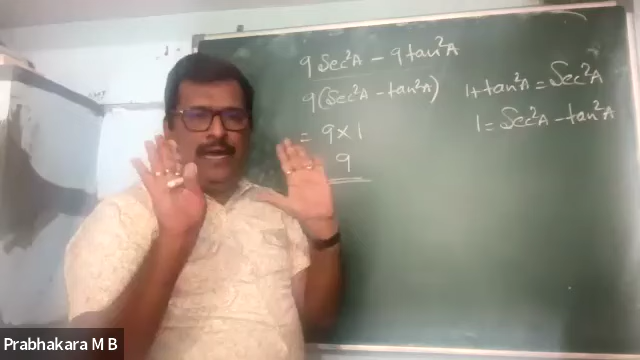 9 Sec²A - 9 tan²A
9 (Sec²A - tan²A)
= 9 × 1
9
1 + tan²A = Sec²A
1 = Sec²A - tan²A
Prabhakara M B